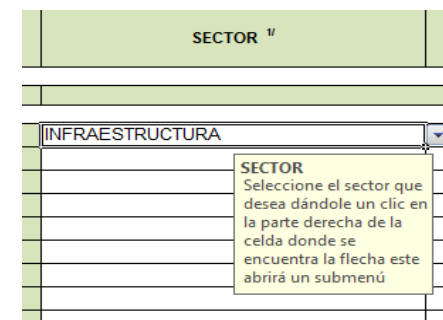 SECTOR 1/
INFRAESTRUCTURA
SECTOR
Seleccione el sector que
desea dándole un clic en
la parte derecha de la
celda donde se
encuentra la flecha este
abrirá un submenú